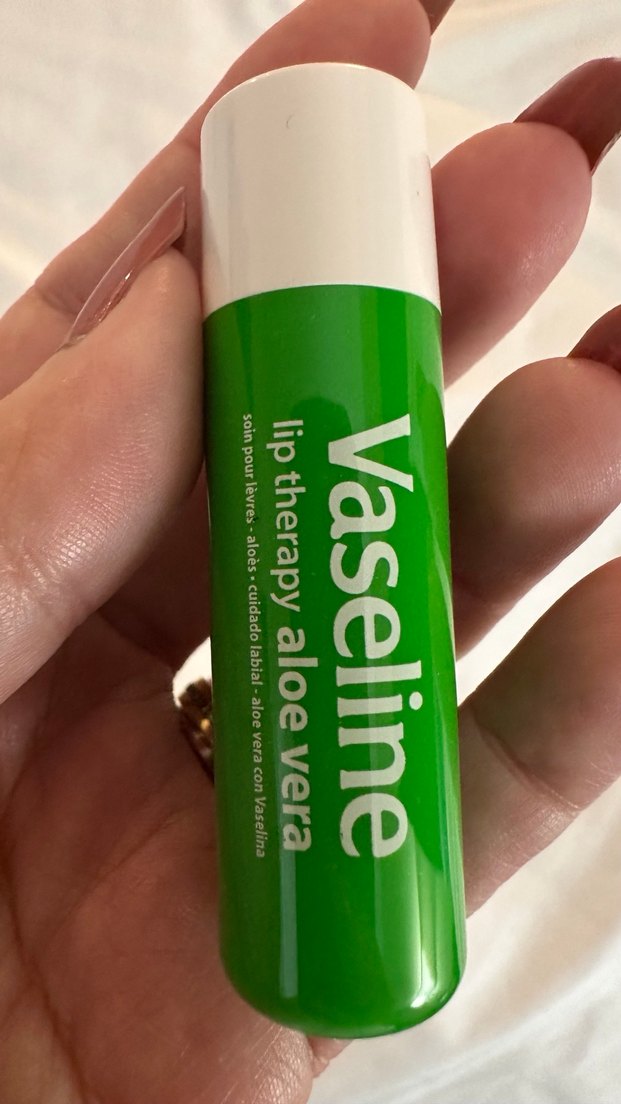 Vaseline
lip therapy aloe vera
soin pour lèvres - aloès • cuidado labial - aloe vera con Vaselina